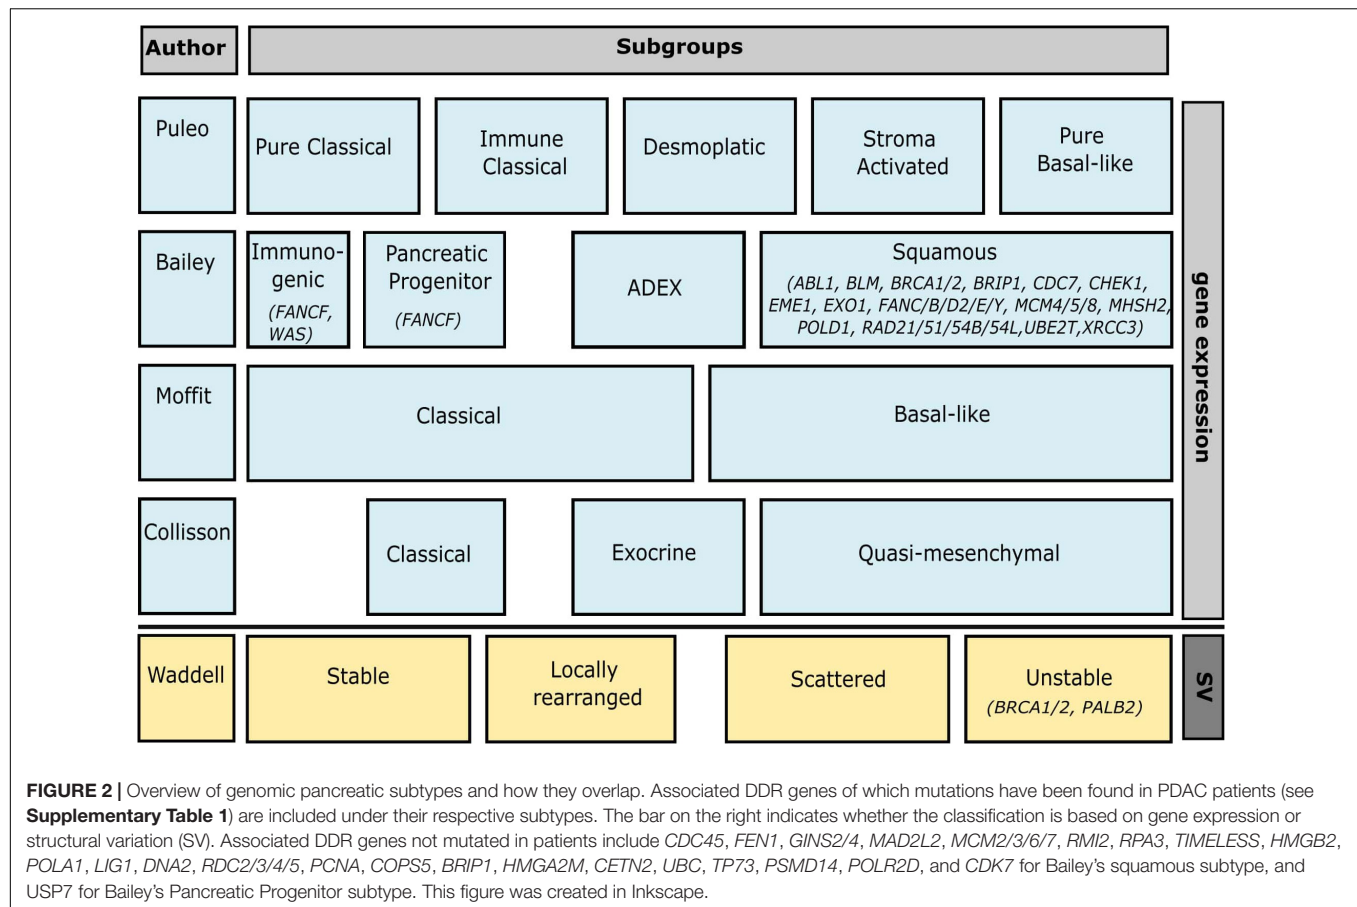 Author
Subgroups
Puleo
Pure Classical
Immune
Classical
Desmoplatic
Stroma
Activated
Pure
Basal-like
Bailey
Immuno-
genic
(FANCF,
WAS)
Pancreatic
Progenitor
(FANCF)
ADEX
Squamous
(ABL1, BLM, BRCA1/2, BRIP1, CDC7, CHEK1,
EME1, EXO1, FANC/B/D2/E/Y, MCM4/5/8, MHSH2,
POLD1, RAD21/51/54B/54L,UBE2T,XRCC3)
Moffit
Classical
Basal-like
Collisson
Classical
Exocrine
Quasi-mesenchymal
gene expression
Waddell
Stable
Locally
rearranged
Scattered
Unstable
(BRCA1/2, PALB2)
SV
FIGURE 2 | Overview of genomic pancreatic subtypes and how they overlap. Associated DDR genes of which mutations have been found in PDAC patients (see
Supplementary Table 1) are included under their respective subtypes. The bar on the right indicates whether the classification is based on gene expression or
structural variation (SV). Associated DDR genes not mutated in patients include CDC45, FEN1, GINS2/4, MAD2L2, MCM2/3/6/7, RMI2, RPA3, TIMELESS, HMGB2,
POLA1, LIG1, DNA2, RDC2/3/4/5, PCNA, COPS5, BRIP1, HMGA2M, CETN2, UBC, TP73, PSMD14, POLR2D, and CDK7 for Bailey's squamous subtype, and
USP7 for Bailey's Pancreatic Progenitor subtype. This figure was created in Inkscape.